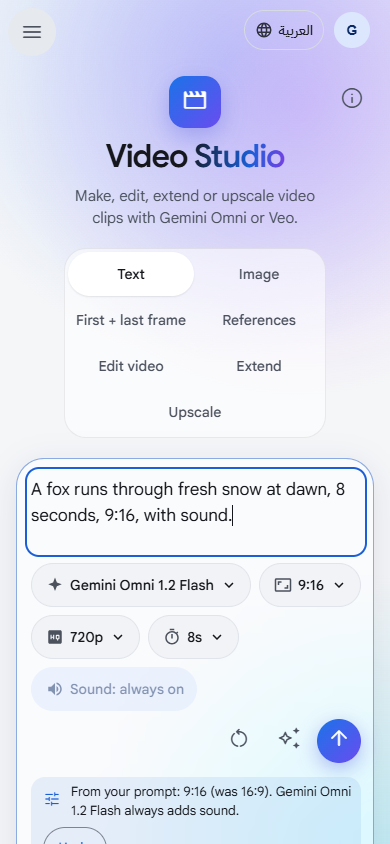 العربية
G
Video Studio
Make, edit, extend or upscale video
clips with Gemini Omni or Veo.
Text
Image
First + last frame
References
Edit video
Extend
Upscale
A fox runs through fresh snow at dawn, 8
seconds, 9:16, with sound.
Gemini Omni 1.2 Flash
9:16
HQ
720p
8s
Sound: always on
From your prompt: 9:16 (was 16:9). Gemini Omni
1.2 Flash always adds sound.